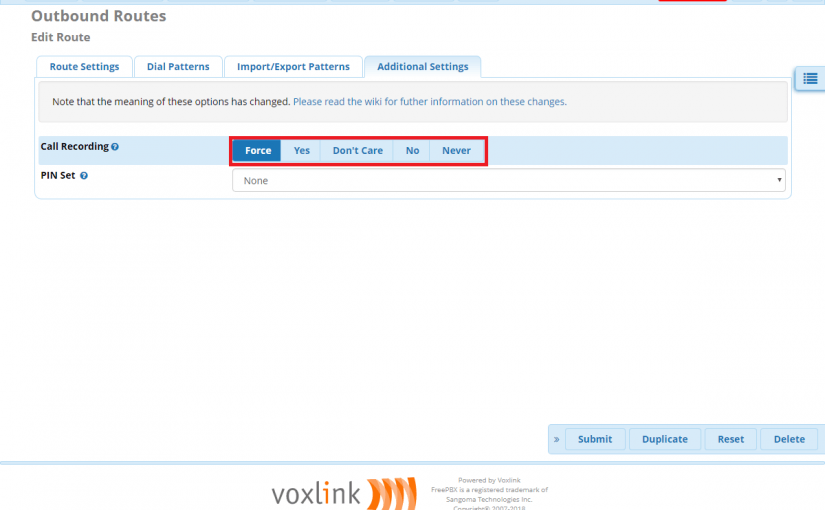 Outbound Routes
Edit Route
Route Settings Dial Patterns Import/Export Patterns Additional Settings
Note that the meaning of these options has changed. Please read the wiki for futher information on these changes.
Call Recording Force Yes Don't Care No Never
PIN Set None
» Submit Duplicate Reset Delete
voxlink
Powered by Voxlink
FreePBX is a registered trademark of
Sangoma Technologies Inc.
Copyright© 2007-2018